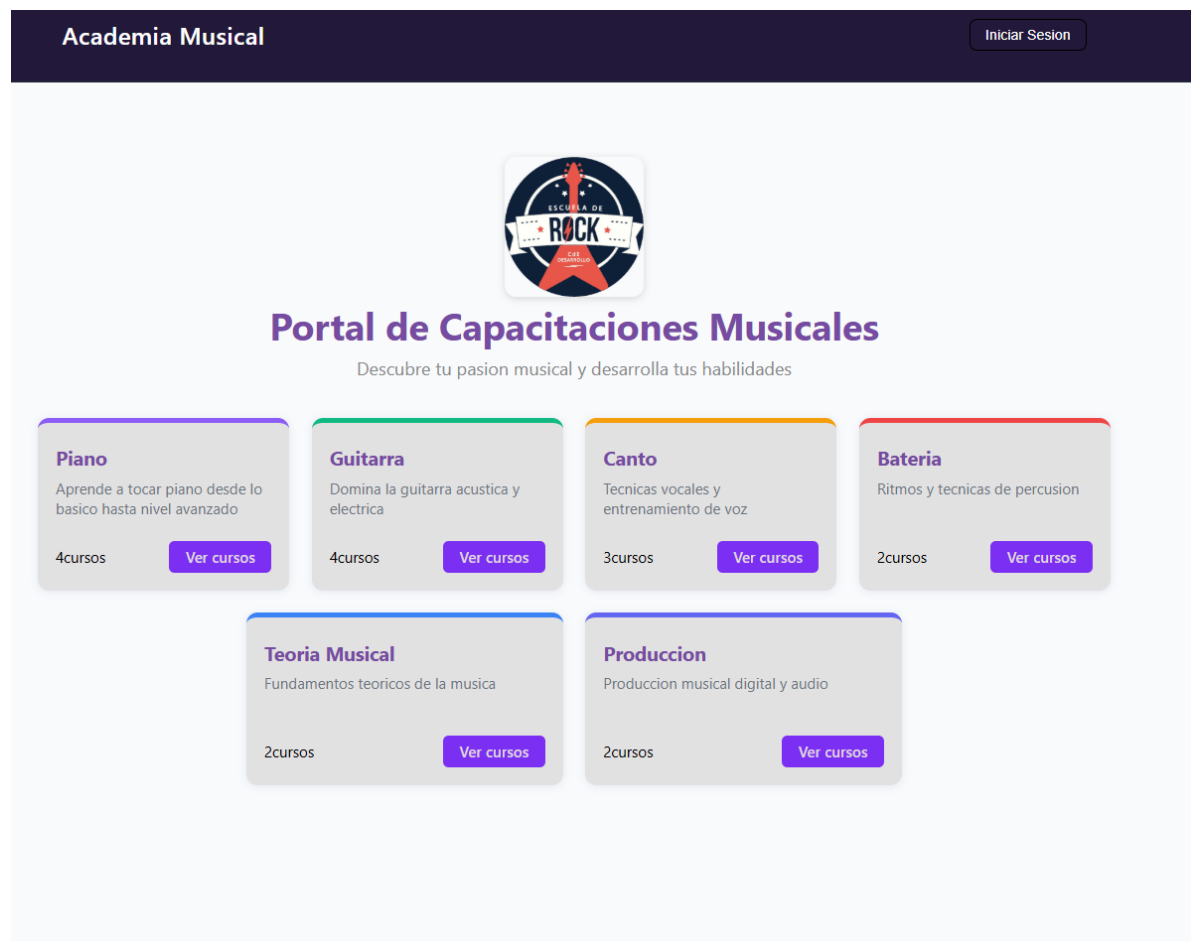 Academia Musical
Iniciar Sesion
ESCUELA DE
ROCK
CdE
DESARROLLO
Portal de Capacitaciones Musicales
Descubre tu pasion musical y desarrolla tus habilidades
Piano
Aprende a tocar piano desde lo
basico hasta nivel avanzado
4cursos
Ver cursos
Guitarra
Domina la guitarra acustica y
electrica
4cursos
Ver cursos
Canto
Tecnicas vocales y
entrenamiento de voz
3cursos
Ver cursos
Bateria
Ritmos y tecnicas de percusion
2cursos
Ver cursos
Teoria Musical
Fundamentos teoricos de la musica
2cursos
Ver cursos
Produccion
Produccion musical digital y audio
2cursos
Ver cursos